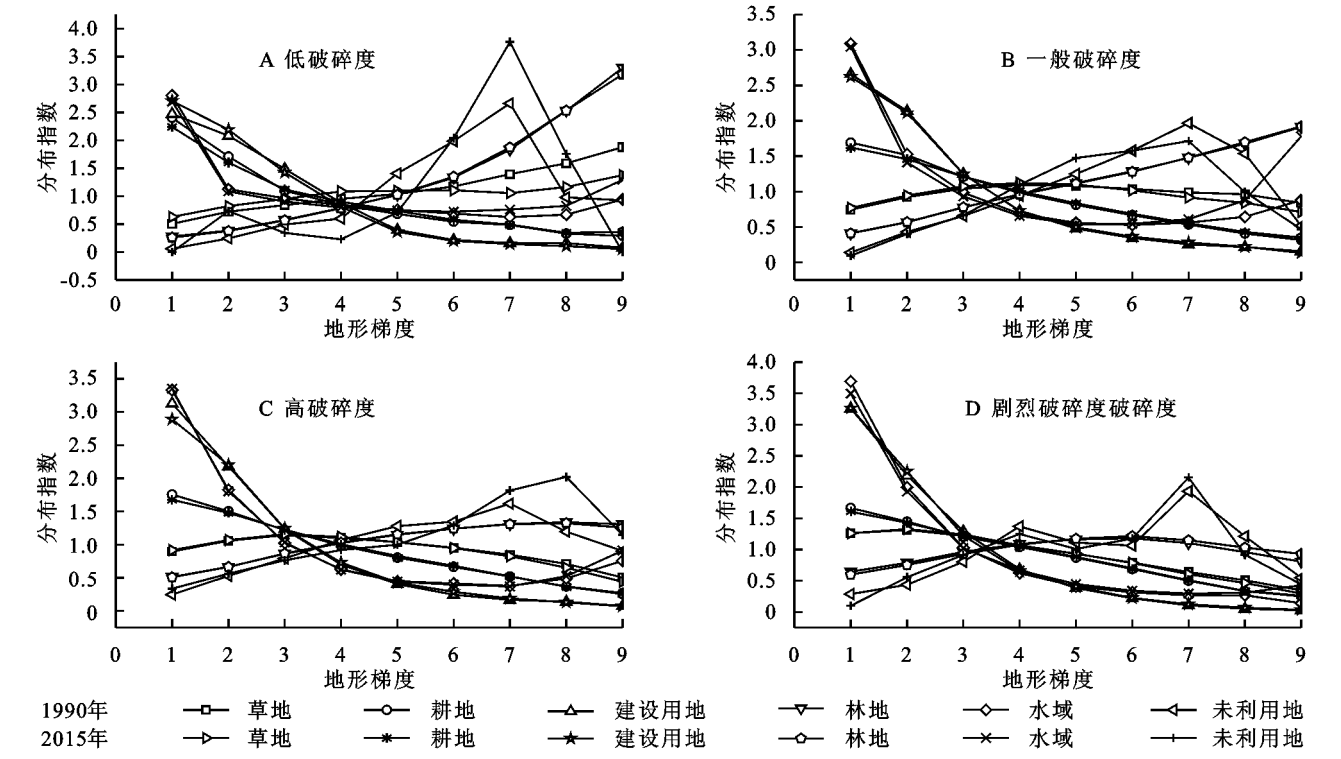 A 低破碎度
分布指数
4.0
3.5
3.0
2.5
2.0
1.5
1.0
0.5
0
-0.5
0 1 2 3 4 5 6 7 8 9
地形梯度
B 一般破碎度
分布指数
3.5
3.0
2.5
2.0
1.5
1.0
0.5
0
0 1 2 3 4 5 6 7 8 9
地形梯度
C 高破碎度
分布指数
3.5
3.0
2.5
2.0
1.5
1.0
0.5
0
0 1 2 3 4 5 6 7 8 9
地形梯度
D 剧烈破碎度破碎度
分布指数
4.0
3.5
3.0
2.5
2.0
1.5
1.0
0.5
0
0 1 2 3 4 5 6 7 8 9
地形梯度
1990年 草地 耕地 建设用地 林地 水域 未利用地
2015年 草地 耕地 建设用地 林地 水域 未利用地